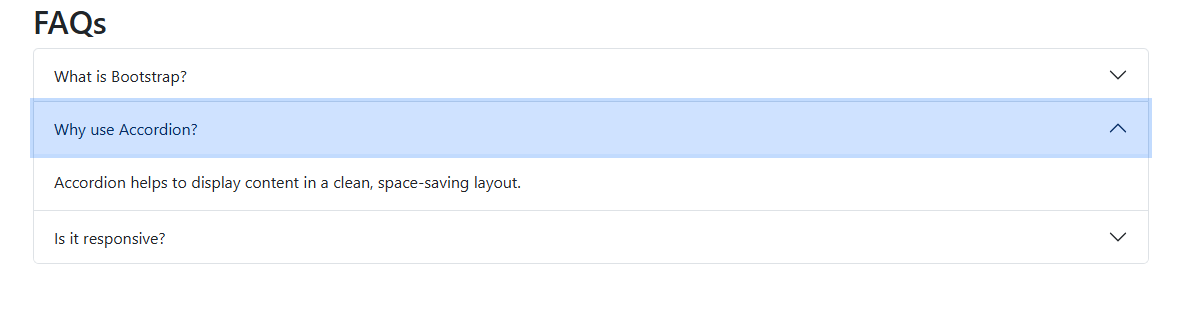 FAQs
What is Bootstrap?
Why use Accordion?
Accordion helps to display content in a clean, space-saving layout.
Is it responsive?